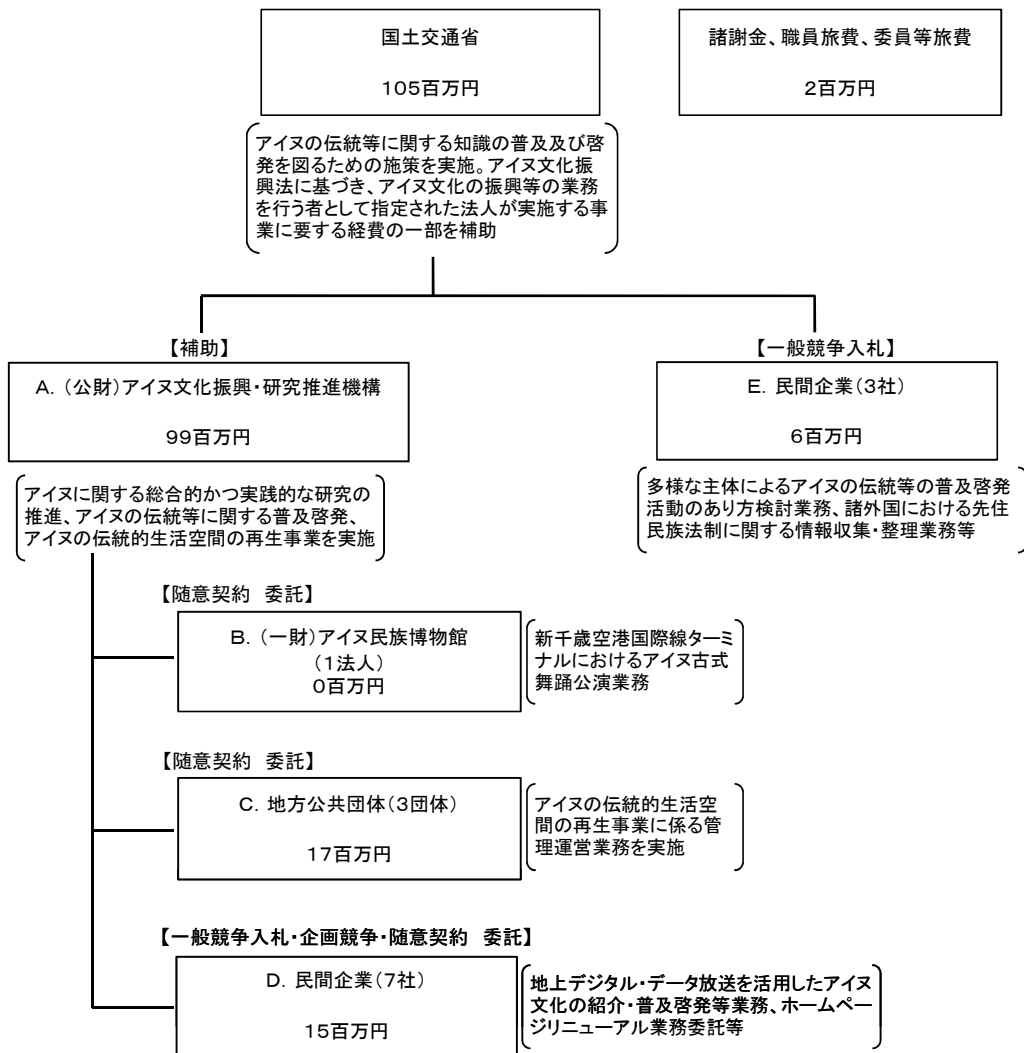 国土交通省
105百万円
諸謝金、職員旅費、委員等旅費
2百万円
アイヌの伝統等に関する知識の普及及び啓
発を図るための施策を実施。アイヌ文化振
興法に基づき、アイヌ文化の振興等の業務
を行う者として指定された法人が実施する事
業に要する経費の一部を補助
【補助】
A．（公財）アイヌ文化振興・研究推進機構
99百万円
アイヌに関する総合的かつ実践的な研究の
推進、アイヌの伝統等に関する普及啓発、
アイヌの伝統的生活空間の再生事業を実施
【一般競争入札】
E．民間企業（3社）
6百万円
多様な主体によるアイヌの伝統等の普及啓発
活動のあり方検討業務、諸外国における先住
民族法制に関する情報収集・整理業務等
【随意契約　委託】
B．（一財）アイヌ民族博物館
（1法人）
0百万円
新千歳空港国際線ターミ
ナルにおけるアイヌ古式
舞踊公演業務
【随意契約　委託】
C．地方公共団体（3団体）
17百万円
アイヌの伝統的生活空
間の再生事業に係る管
理運営業務を実施
【一般競争入札・企画競争・随意契約　委託】
D．民間企業（7社）
15百万円
地上デジタル・データ放送を活用したアイヌ
文化の紹介・普及啓発等業務、ホームペー
ジリニューアル業務委託等